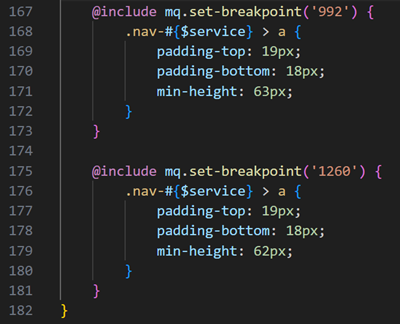 167 @include mq.set-breakpoint('992') {
168 .nav-#{$service} > a {
169 padding-top: 19px;
170 padding-bottom: 18px;
171 min-height: 63px;
172 }
173 }
174
175 @include mq.set-breakpoint('1260') {
176 .nav-#{$service} > a {
177 padding-top: 19px;
178 padding-bottom: 18px;
179 min-height: 62px;
180 }
181 }
182 }